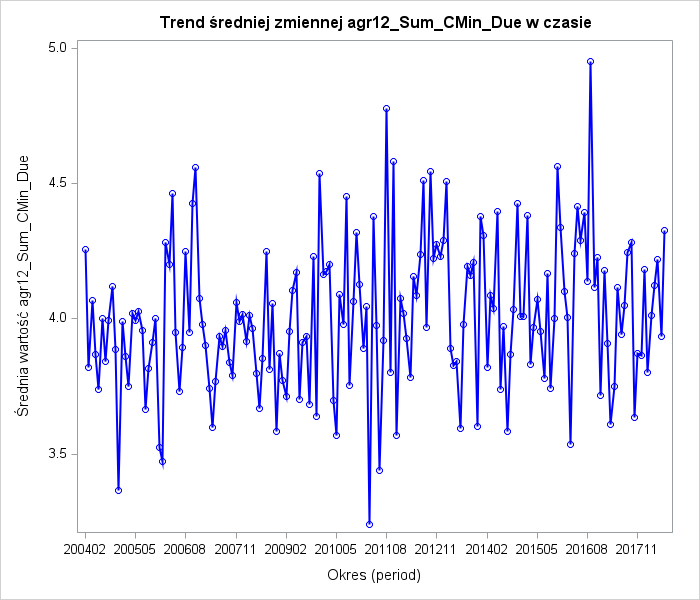 Trend średniej zmiennej agr12_Sum_CMin_Due w czasie
Średnia wartość agr12_Sum_CMin_Due
5.0
4.5
4.0
3.5
200402 200505 200608 200711 200902 201005 201108 201211 201402 201505 201608 201711
Okres (period)